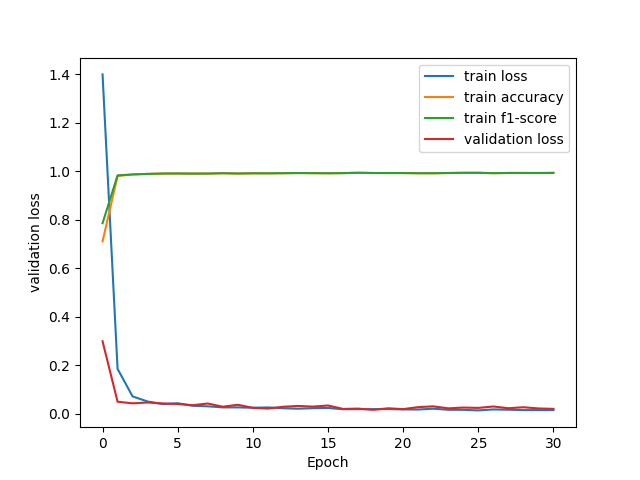 train loss
train accuracy
train f1-score
validation loss
1.4
1.2
1.0
0.8
0.6
0.4
0.2
0.0
validation loss
0 5 10 15 20 25 30
Epoch